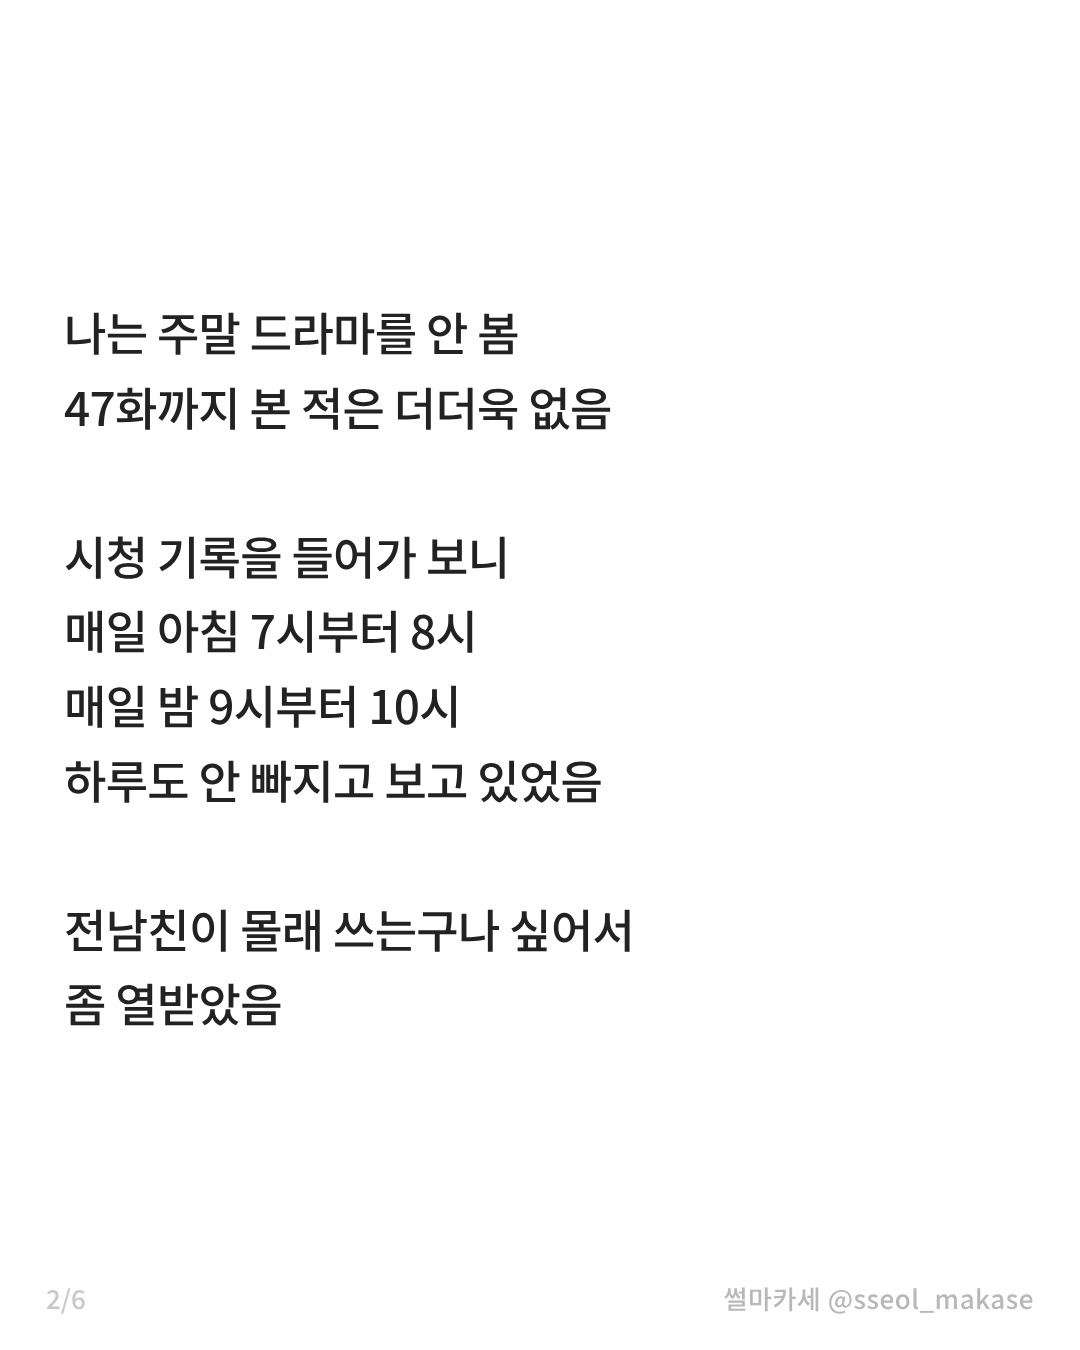 나는 주말 드라마를 안 봄
47화까지 본 적은 더더욱 없음
시청 기록을 들어가 보니
매일 아침 7시부터 8시
매일 밤 9시부터 10시
하루도 안 빠지고 보고 있었음
전남친이 몰래 쓰는구나 싶어서
좀 열받았음
2/6
썰마카세 @sseol_makase